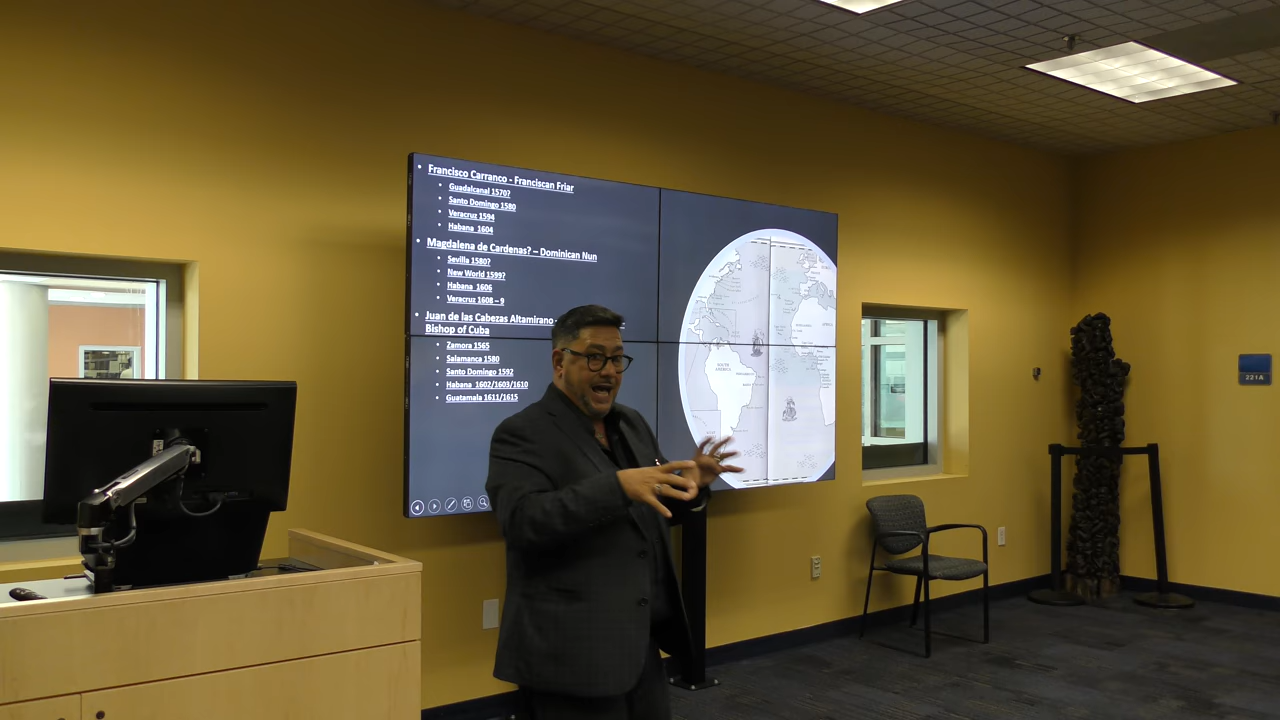 Francisco Carranco - Franciscan Friar
Guadalcanal 1570?
Santo Domingo 1580
Veracruz 1594
Habana 1604
Magdalena de Cardenas? – Dominican Nun
Sevilla 1580?
New World 1599?
Habana 1606
Veracruz 1608 – 9
Juan de las Cabezas Altamirano -
Bishop of Cuba
Zamora 1565
Salamanca 1580
Santo Domingo 1592
Habana 1602/1603/1610
Guatamala 1611/1615
SOUTH
AMERICA
221A